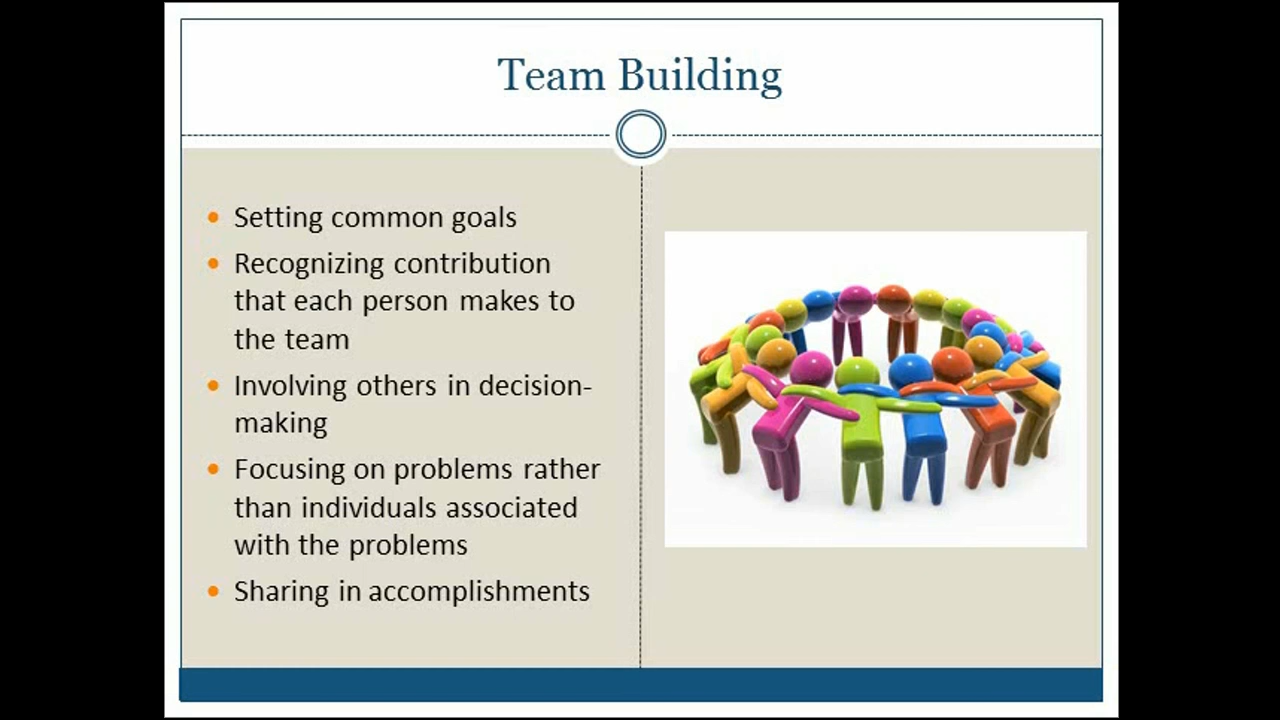 Team Building
• Setting common goals
• Recognizing contribution
that each person makes to
the team
• Involving others in decision-
making
• Focusing on problems rather
than individuals associated
with the problems
• Sharing in accomplishments